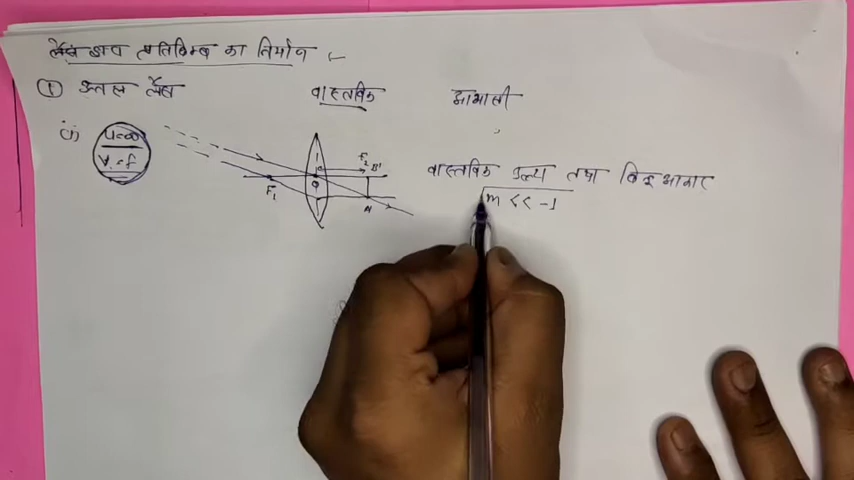 लेंस द्वारा प्रतिबिम्ब का निर्माण :-
① उत्तल लेंस वास्तविक आभासी
(i) u=∞
v=f
F₂ B'
O
F₁
A'
वास्तविक उल्टा तथा बिन्दु आकार
m << -1